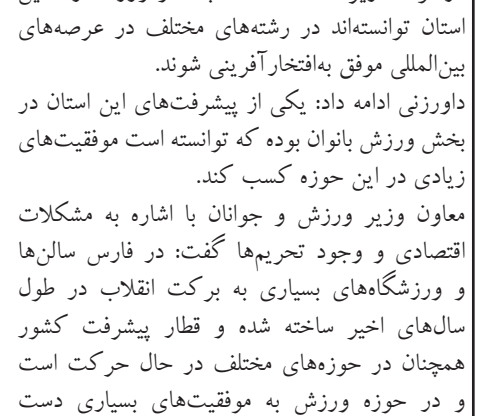 استان توانسته‌اند در رشته‌های مختلف در عرصه‌های
بین‌المللی موفق به‌افتخارآفرینی شوند.
داورزنی ادامه داد: یکی از پیشرفت‌های این استان در
بخش ورزش بانوان بوده که توانسته است موفقیت‌های
زیادی در این حوزه کسب کند.
معاون وزیر ورزش و جوانان با اشاره به مشکلات
اقتصادی و وجود تحریم‌ها گفت: در فارس سالن‌ها
و ورزشگاه‌های بسیاری به برکت انقلاب در طول
سال‌های اخیر ساخته شده و قطار پیشرفت کشور
همچنان در حوزه‌های مختلف در حال حرکت است
و در حوزه ورزش به موفقیت‌های بسیاری دست